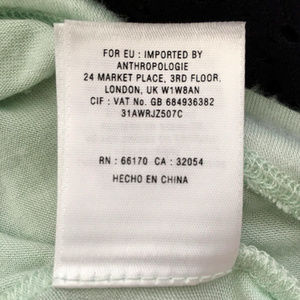 FOR EU : IMPORTED BY
ANTHROPOLOGIE
24 MARKET PLACE, 3RD FLOOR,
LONDON, UK W1W8AN
CIF : VAT No. GB 684936382
31AWRJZ507C
RN : 66170 CA : 32054
HECHO EN CHINA